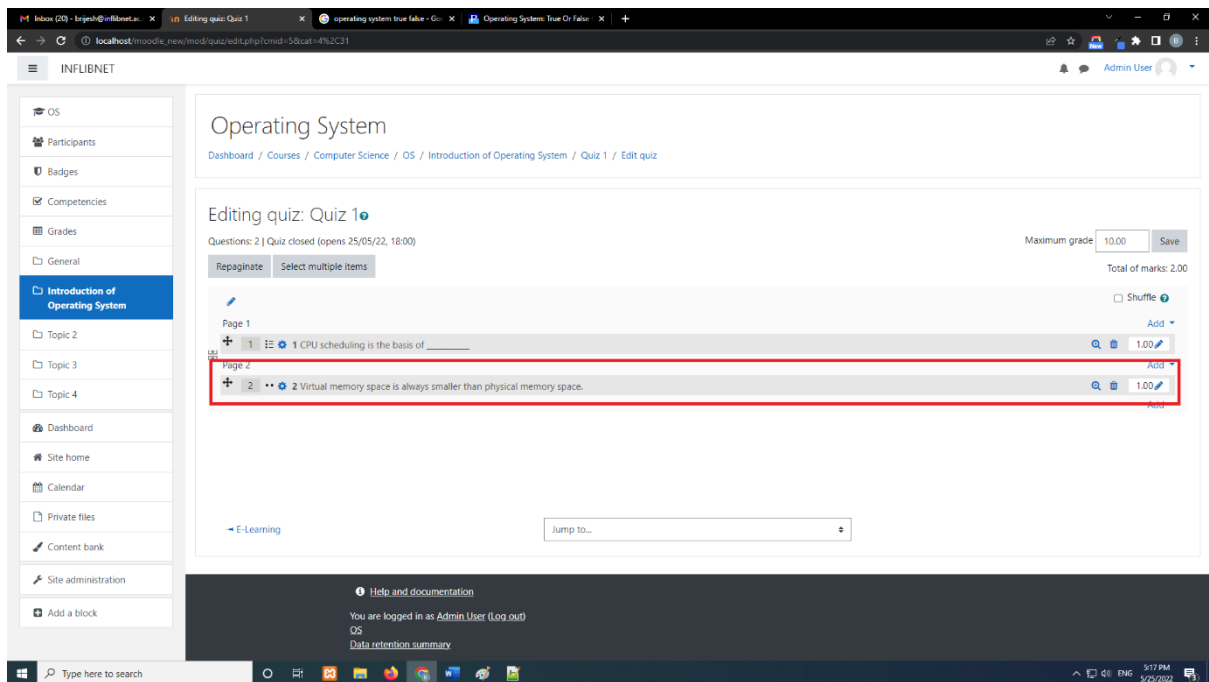 Inbox (20) - brijesh@inflibnet.ac. X
Editing quiz: Quiz 1 X
operating system true false - Go X
Operating System: True Or False X +
localhost/moodle_new/mod/quiz/edit.php?cmid=5&cat=4%2C31
New
B
INFLIBNET
Admin User
OS
Participants
Badges
Competencies
Grades
General
Introduction of
Operating System
Topic 2
Topic 3
Topic 4
Dashboard
Site home
Calendar
Private files
Content bank
Site administration
Add a block
Operating System
Dashboard / Courses / Computer Science / OS / Introduction of Operating System / Quiz 1 / Edit quiz
Editing quiz: Quiz 1
Questions: 2 | Quiz closed (opens 25/05/22, 18:00)
Maximum grade 10.00 Save
Repaginate Select multiple items
Total of marks: 2.00
Shuffle
Page 1 Add
1 1 CPU scheduling is the basis of ________ 1.00
Page 2 Add
2 2 Virtual memory space is always smaller than physical memory space. 1.00
Add
◄ E-Learning
Jump to...
Help and documentation
You are logged in as Admin User (Log out)
OS
Data retention summary
Type here to search
ENG
5:17 PM
5/25/2022